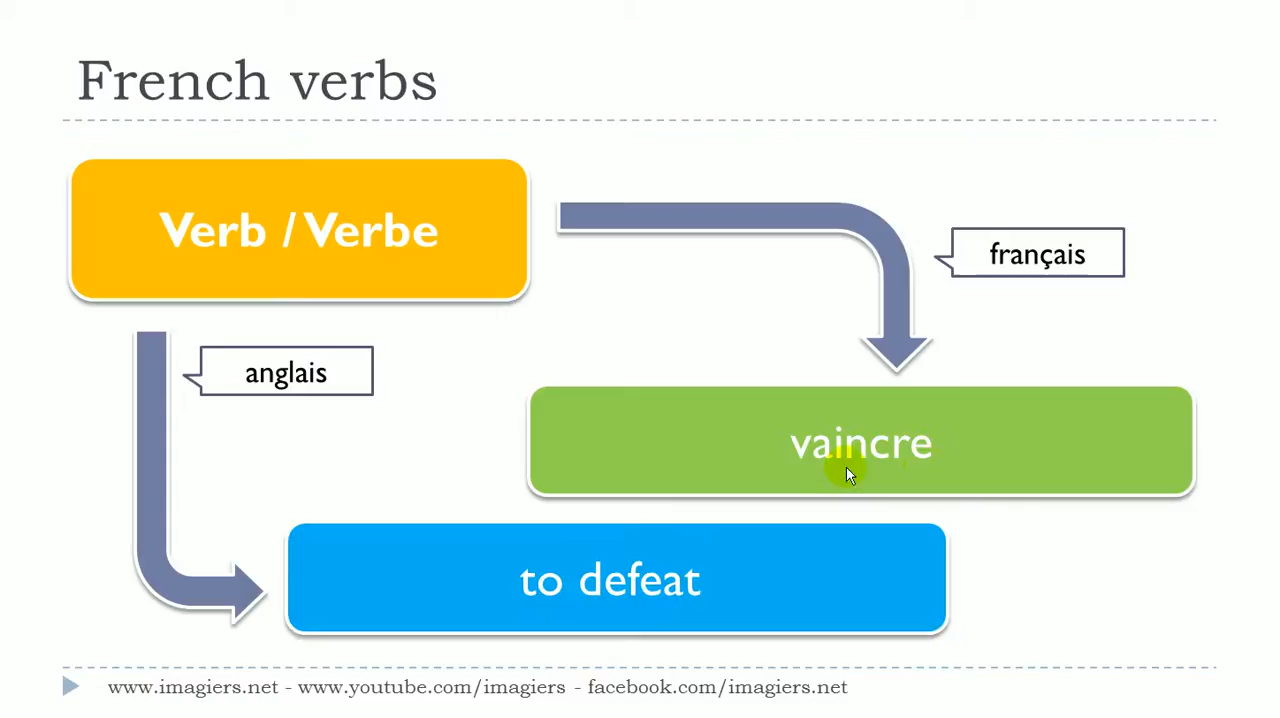 French verbs
Verb / Verbe
français
anglais
vaincre
to defeat
www.imagiers.net - www.youtube.com/imagiers - facebook.com/imagiers.net